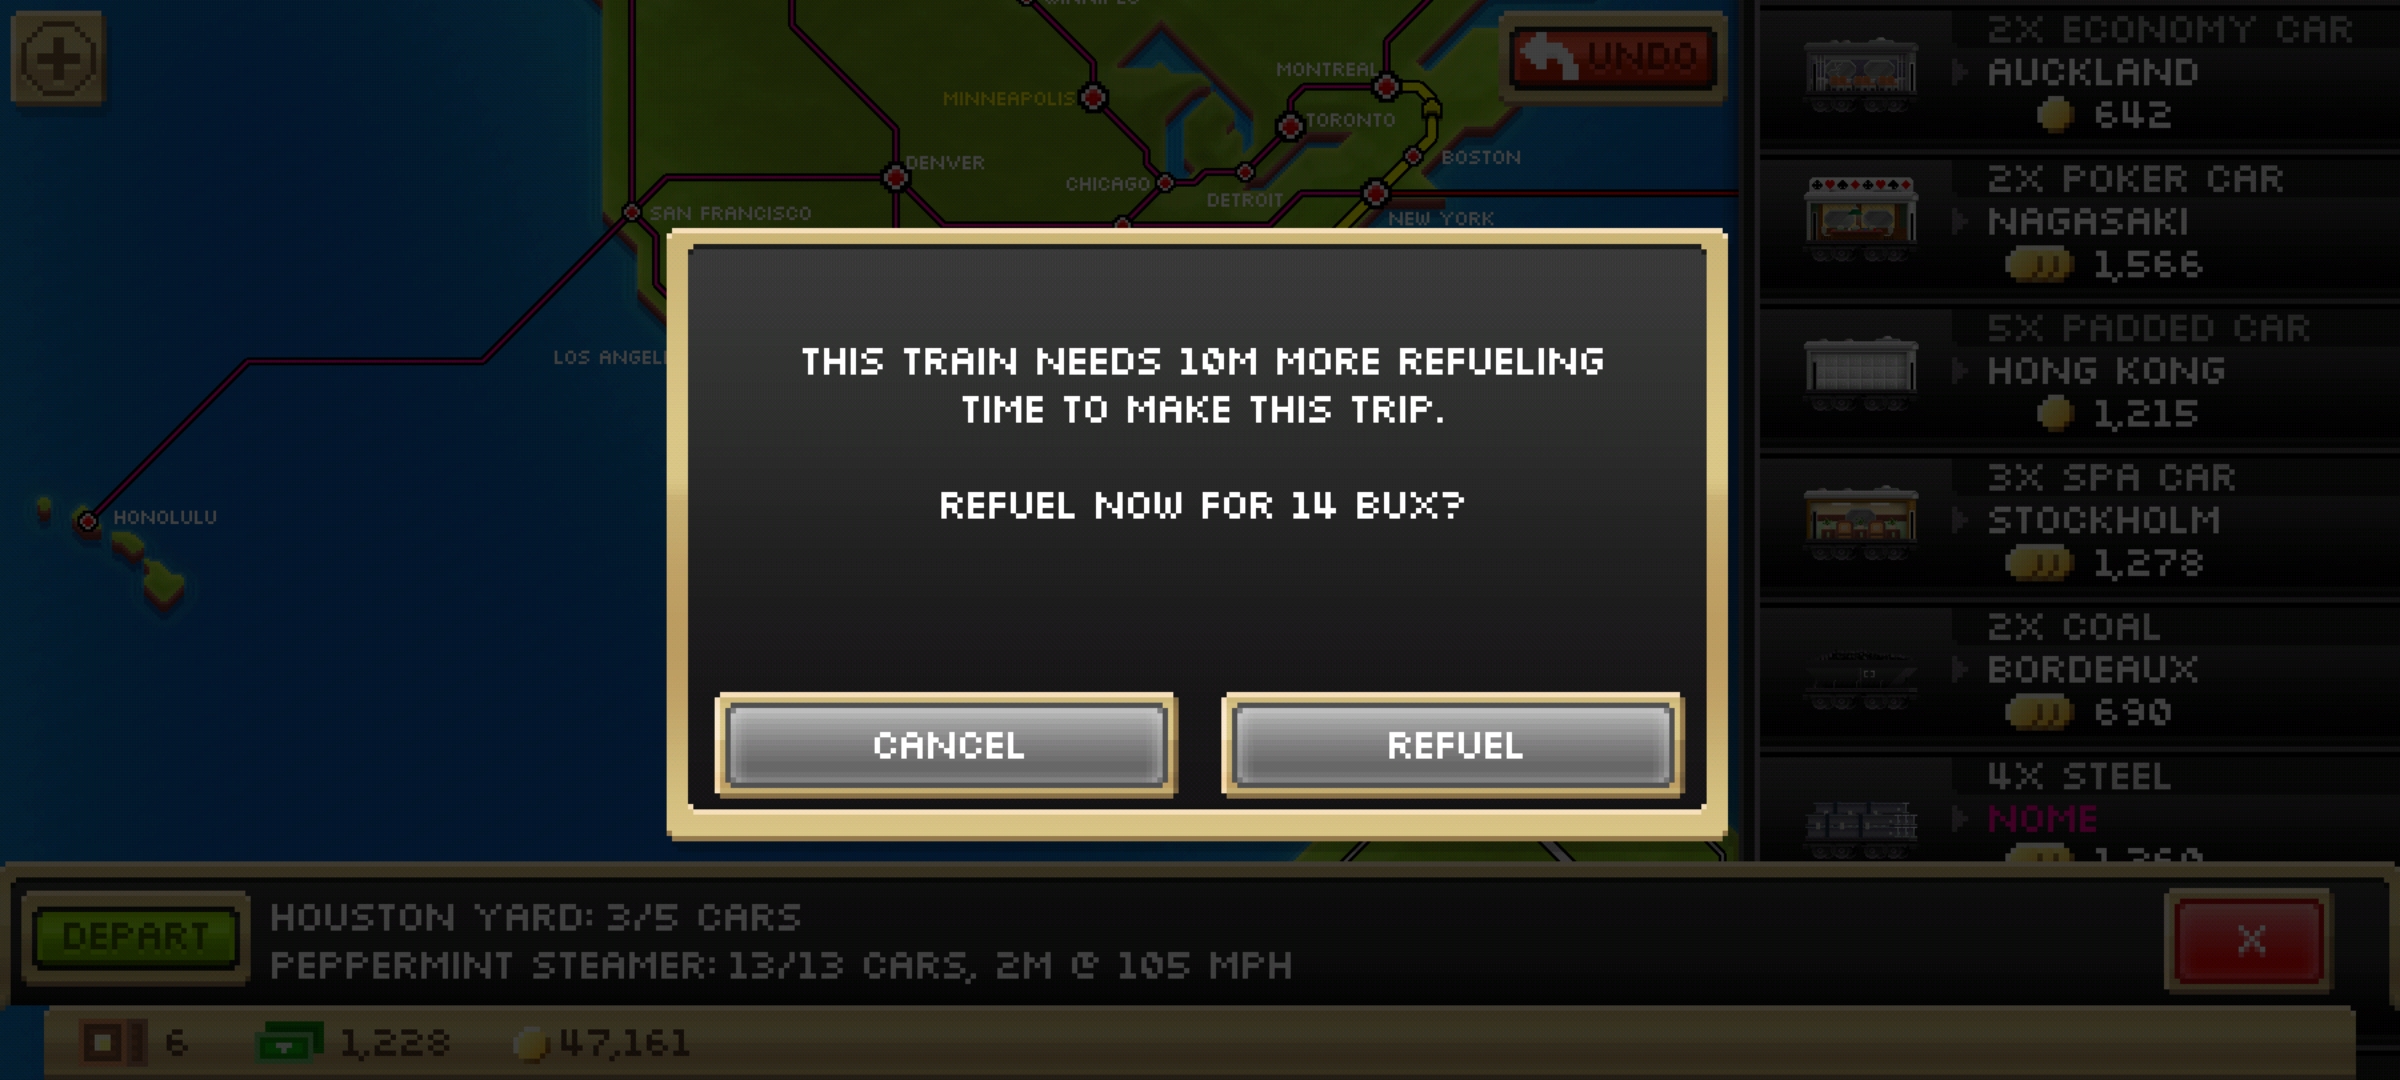 WINNIPEG
UNDO
MONTREAL
MINNEAPOLIS
TORONTO
DENVER
BOSTON
CHICAGO
DETROIT
SAN FRANCISCO
NEW YORK
LOS ANGEL
HONOLULU
THIS TRAIN NEEDS 10M MORE REFUELING
TIME TO MAKE THIS TRIP.
REFUEL NOW FOR 14 BUX?
CANCEL
REFUEL
2X ECONOMY CAR
AUCKLAND
642
2X POKER CAR
NAGASAKI
1,566
5X PADDED CAR
HONG KONG
1,215
3X SPA CAR
STOCKHOLM
1,278
2X COAL
BORDEAUX
690
4X STEEL
NOME
1,260
DEPART
HOUSTON YARD: 3/5 CARS
PEPPERMINT STEAMER: 13/13 CARS, 2M @ 105 MPH
X
6
1,228
47,161